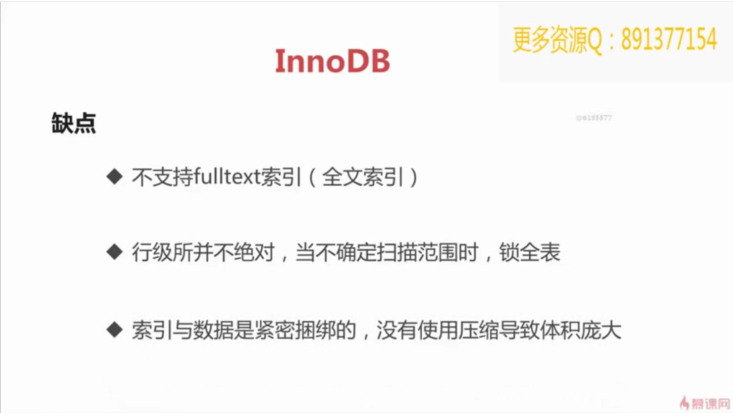 更多资源Q：891377154
InnoDB
缺点
◆ 不支持fulltext索引（全文索引）
◆ 行级所并不绝对，当不确定扫描范围时，锁全表
◆ 索引与数据是紧密捆绑的，没有使用压缩导致体积庞大
慕课网